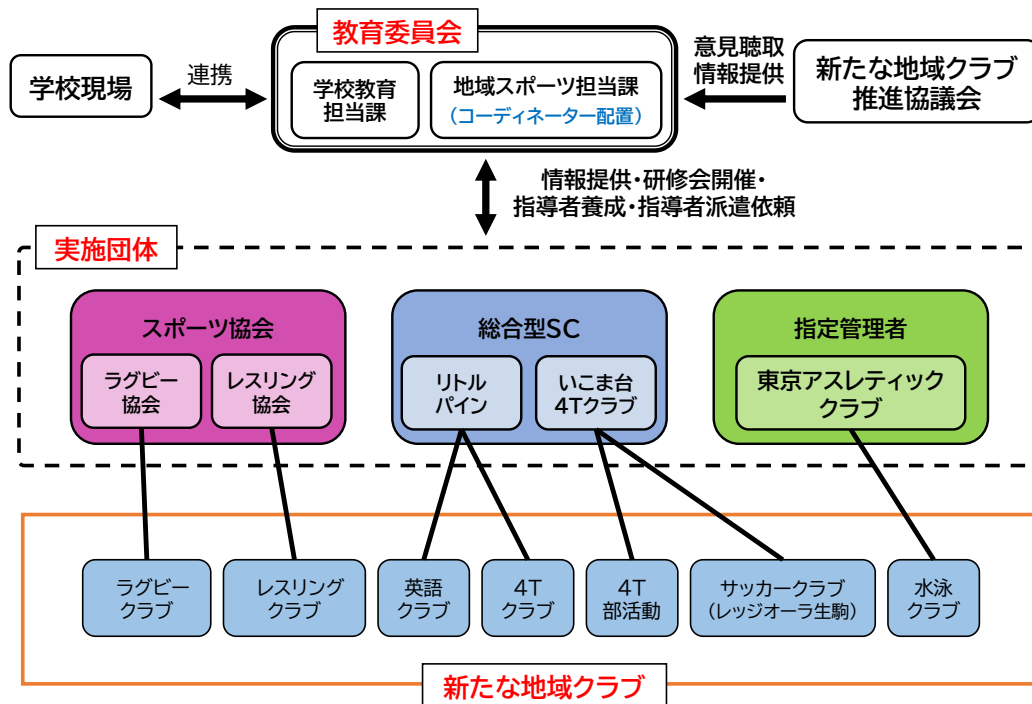 教育委員会
学校現場
連携
学校教育
担当課
地域スポーツ担当課
(コーディネーター配置)
意見聴取
情報提供
新たな地域クラブ
推進協議会
情報提供・研修会開催・
指導者養成・指導者派遣依頼
実施団体
スポーツ協会
ラグビー
協会
レスリング
協会
総合型SC
リトル
パイン
いこま台
4Tクラブ
指定管理者
東京アスレティック
クラブ
ラグビー
クラブ
レスリング
クラブ
英語
クラブ
4T
クラブ
4T
部活動
サッカークラブ
(レッジオーラ生駒)
水泳
クラブ
新たな地域クラブ